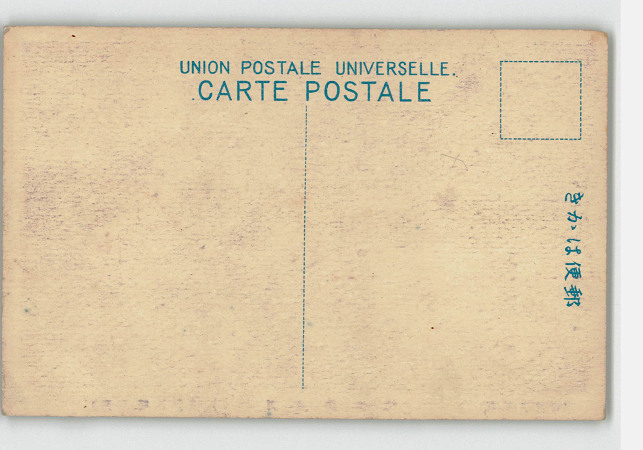 UNION POSTALE UNIVERSELLE.
CARTE POSTALE
郵便はかき